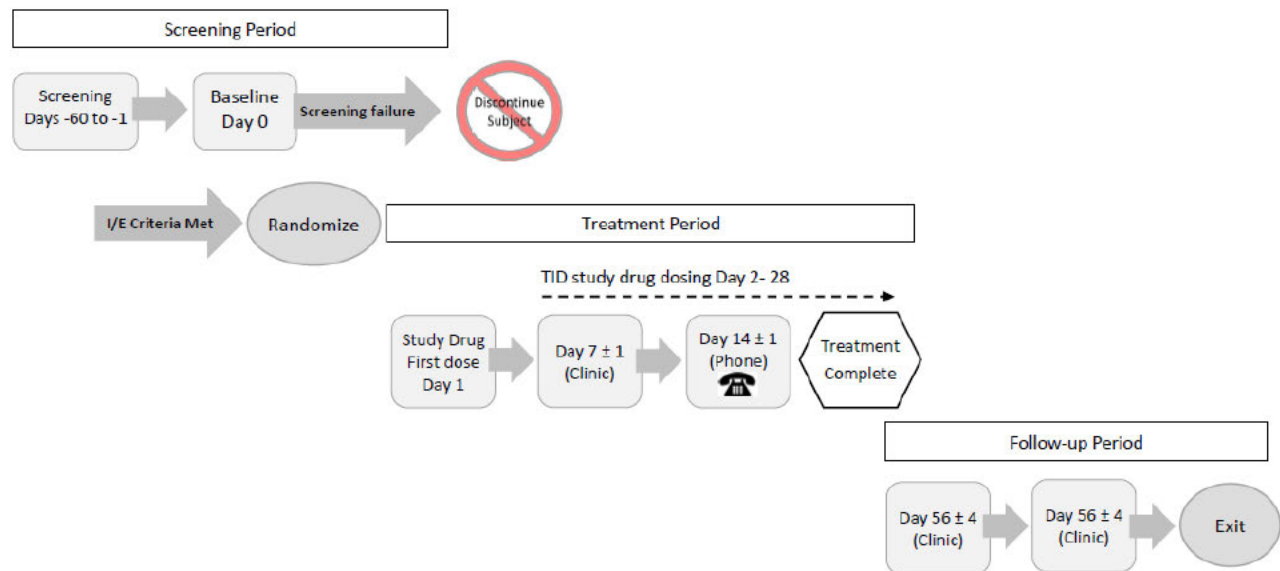 Screening Period
Screening
Days -60 to -1
Baseline
Day 0
Screening failure
Discontinue
Subject
I/E Criteria Met
Randomize
Treatment Period
TID study drug dosing Day 2- 28
Study Drug
First dose
Day 1
Day 7 ± 1
(Clinic)
Day 14 ± 1
(Phone)
Treatment
Complete
Follow-up Period
Day 56 ± 4
(Clinic)
Day 56 ± 4
(Clinic)
Exit